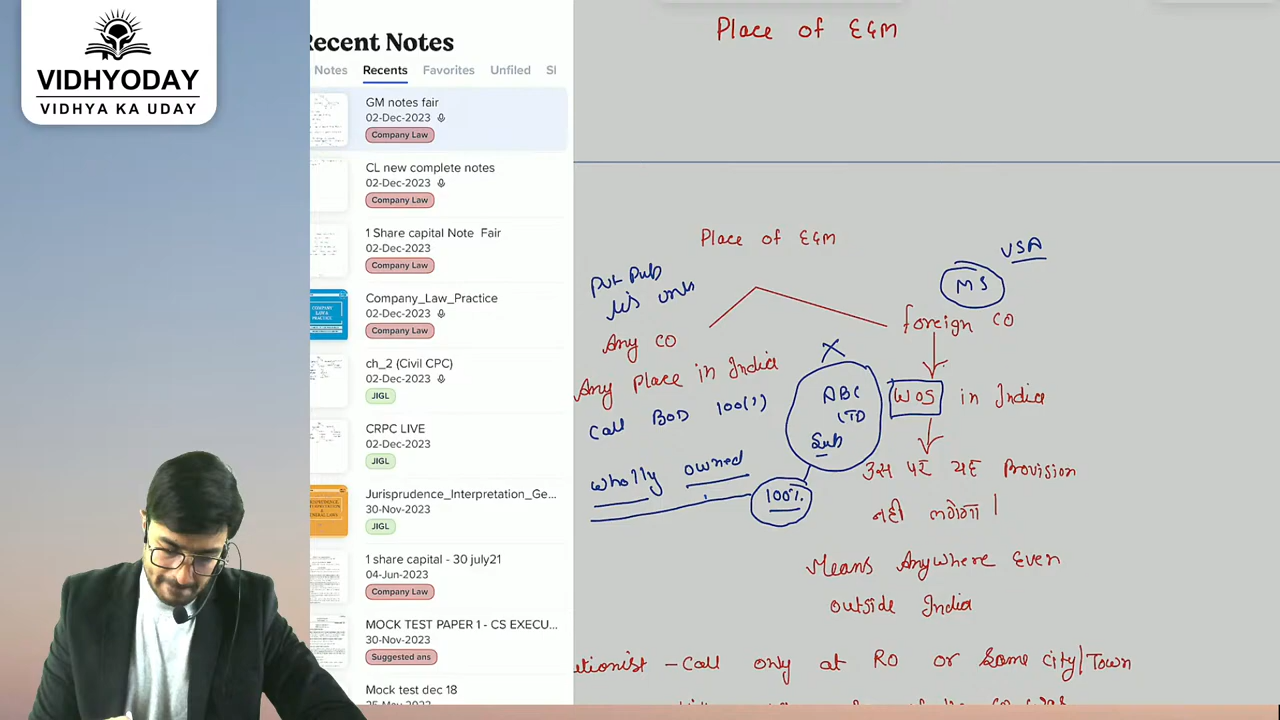 VIDHYODAY
VIDHYA KA UDAY
Recent Notes
Notes
Recents
Favorites
Unfiled
GM notes fair
02-Dec-2023
Company Law
CL new complete notes
02-Dec-2023
Company Law
1 Share capital Note Fair
02-Dec-2023
Company Law
Company_Law_Practice
02-Dec-2023
Company Law
ch_2 (Civil CPC)
02-Dec-2023
JIGL
CRPC LIVE
02-Dec-2023
JIGL
Jurisprudence_Interpretation_Ge...
30-Nov-2023
JIGL
1 share capital - 30 july21
04-Jun-2023
Company Law
MOCK TEST PAPER 1 - CS EXECU...
30-Nov-2023
Suggested ans
Mock test dec 18
Place of EGM
Place of EGM
Pvt Pub
Any CO
Any Place in India
Call BOD 100(1)
wholly owned
100%
X
ABC
LTD
Sub
USA
MS
foreign CO
WOS in India
उस पर यह Provision
नही लगेगा।
Means Anywhere Even
outside India
utionist - Call only at RO or Same City/Town